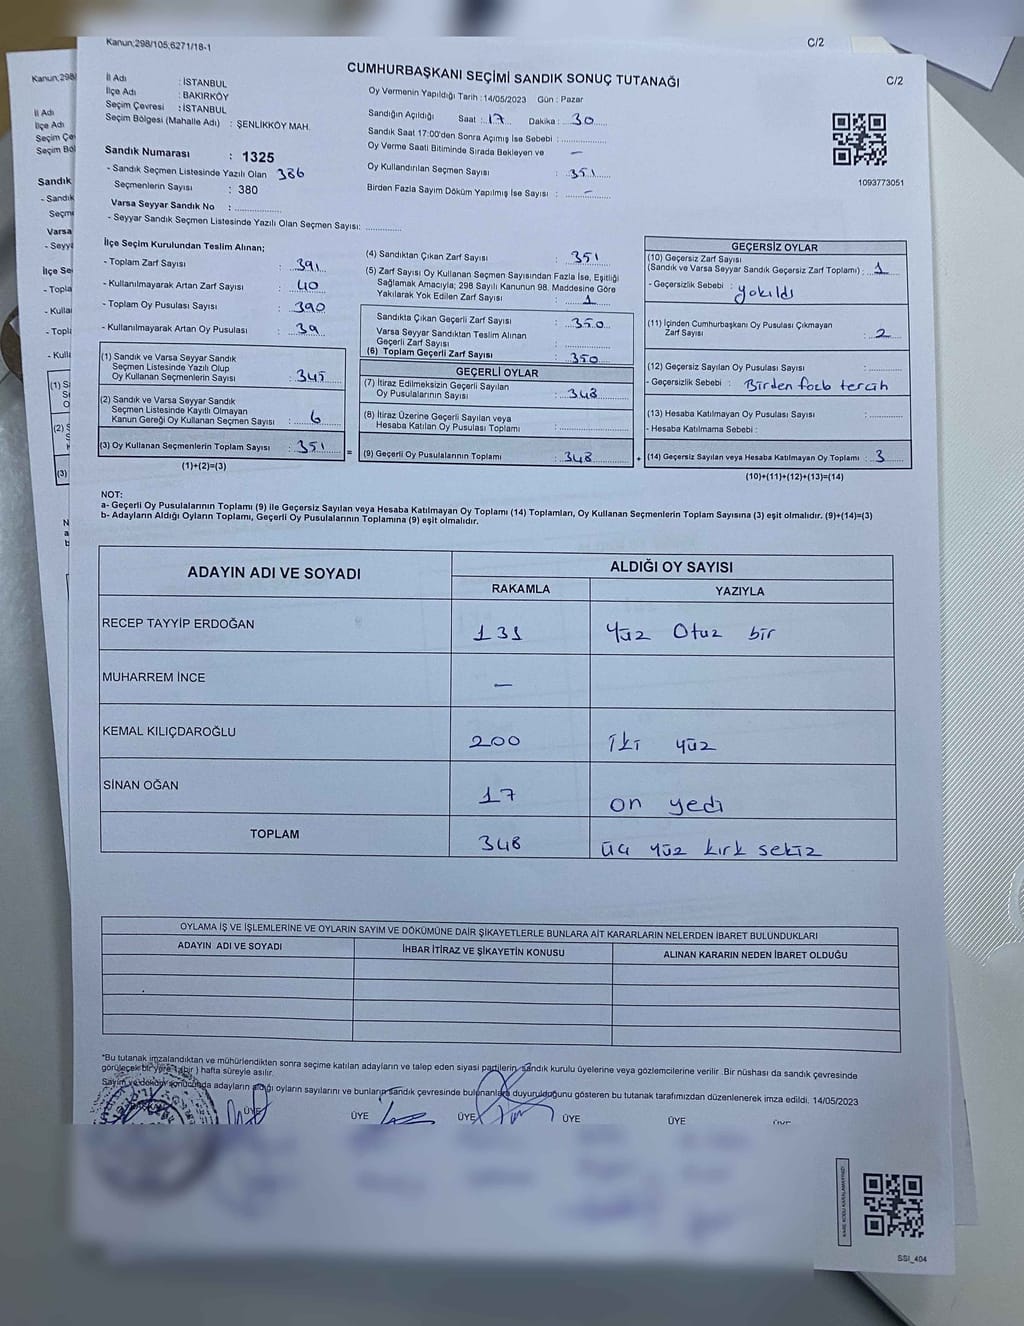 Kanun;298/105;6271/18-1
C/2
C/2
CUMHURBAŞKANI SEÇİMİ SANDIK SONUÇ TUTANAĞI
İl Adı : İSTANBUL
İlçe Adı : BAKIRKÖY
Seçim Çevresi : İSTANBUL
Seçim Bölgesi (Mahalle Adı) : ŞENLİKKÖY MAH.
Sandık Numarası : 1325
- Sandık Seçmen Listesinde Yazılı Olan 386
Seçmenlerin Sayısı : 380
Varsa Seyyar Sandık No : ..............
- Seyyar Sandık Seçmen Listesinde Yazılı Olan Seçmen Sayısı: ............
Oy Vermenin Yapıldığı Tarih : 14/05/2023 Gün : Pazar
Sandığın Açıldığı Saat : 17 Dakika : 30
Sandık Saat 17:00'den Sonra Açımış İse Sebebi : ..............
Oy Verme Saati Bitiminde Sırada Bekleyen ve —
Oy Kullandırılan Seçmen Sayısı : 351
Birden Fazla Sayım Döküm Yapılmış İse Sayısı : -
1093773051
İlçe Seçim Kurulundan Teslim Alınan;
- Toplam Zarf Sayısı : 391
- Kullanılmayarak Artan Zarf Sayısı : 40
- Toplam Oy Pusulası Sayısı : 390
- Kullanılmayarak Artan Oy Pusulası : 39
(1) Sandık ve Varsa Seyyar Sandık
Seçmen Listesinde Yazılı Olup
Oy Kullanan Seçmenlerin Sayısı : 345
(2) Sandık ve Varsa Seyyar Sandık
Seçmen Listesinde Kayıtlı Olmayan
Kanun Gereği Oy Kullanan Seçmen Sayısı : 6
(3) Oy Kullanan Seçmenlerin Toplam Sayısı : 351
(1)+(2)=(3)
=
(4) Sandıktan Çıkan Zarf Sayısı : 351
(5) Zarf Sayısı Oy Kullanan Seçmen Sayısından Fazla İse, Eşitliği
Sağlamak Amacıyla; 298 Sayılı Kanunun 98. Maddesine Göre
Yakılarak Yok Edilen Zarf Sayısı : 1
Sandıkta Çıkan Geçerli Zarf Sayısı : 350
Varsa Seyyar Sandıktan Teslim Alınan
Geçerli Zarf Sayısı : ..............
(6) Toplam Geçerli Zarf Sayısı : 350
GEÇERLİ OYLAR
(7) İtiraz Edilmeksizin Geçerli Sayılan
Oy Pusulalarının Sayısı : 348
(8) İtiraz Üzerine Geçerli Sayılan veya
Hesaba Katılan Oy Pusulası Toplamı : ..............
(9) Geçerli Oy Pusulalarının Toplamı : 348
+
GEÇERSİZ OYLAR
(10) Geçersiz Zarf Sayısı
(Sandık ve Varsa Seyyar Sandık Geçersiz Zarf Toplamı) : 1
- Geçersizlik Sebebi : yakıldı
(11) İçinden Cumhurbaşkanı Oy Pusulası Çıkmayan
Zarf Sayısı : 2
(12) Geçersiz Sayılan Oy Pusulası Sayısı : ............
- Geçersizlik Sebebi : Birden fazla tercih
(13) Hesaba Katılmayan Oy Pusulası Sayısı : ............
- Hesaba Katılmama Sebebi :
(14) Geçersiz Sayılan veya Hesaba Katılmayan Oy Toplamı : 3
(10)+(11)+(12)+(13)=(14)
NOT:
a- Geçerli Oy Pusulalarının Toplamı (9) ile Geçersiz Sayılan veya Hesaba Katılmayan Oy Toplamı (14) Toplamları, Oy Kullanan Seçmenlerin Toplam Sayısına (3) eşit olmalıdır. (9)+(14)=(3)
b- Adayların Aldığı Oyların Toplamı, Geçerli Oy Pusulalarının Toplamına (9) eşit olmalıdır.
ADAYIN ADI VE SOYADI
ALDIĞI OY SAYISI
RAKAMLA YAZIYLA
RECEP TAYYİP ERDOĞAN 131 Yüz Otuz bir
MUHARREM İNCE —
KEMAL KILIÇDAROĞLU 200 İki yüz
SİNAN OĞAN 17 on yedi
TOPLAM 348 üç yüz kırk sekiz
OYLAMA İŞ VE İŞLEMLERİNE VE OYLARIN SAYIM VE DÖKÜMÜNE DAİR ŞİKAYETLERLE BUNLARA AİT KARARLARIN NELERDEN İBARET BULUNDUKLARI
ADAYIN ADI VE SOYADI İHBAR İTİRAZ VE ŞİKAYETİN KONUSU ALINAN KARARIN NEDEN İBARET OLDUĞU
*Bu tutanak imzalandıktan ve mühürlendikten sonra seçime katılan adayların ve talep eden siyasi partilerin, sandık kurulu üyelerine veya gözlemcilerine verilir .Bir nüshası da sandık çevresinde
görülecek bir yere 1 (bir ) hafta süreyle asılır.
Sayım ve döküm sonucunda adayların aldığı oyların sayılarını ve bunların sandık çevresinde bulunanlara duyurulduğunu gösteren bu tutanak tarafımızdan düzenlenerek imza edildi. 14/05/2023
ÜYE ÜYE ÜYE ÜYE ÜYE
SSI_404